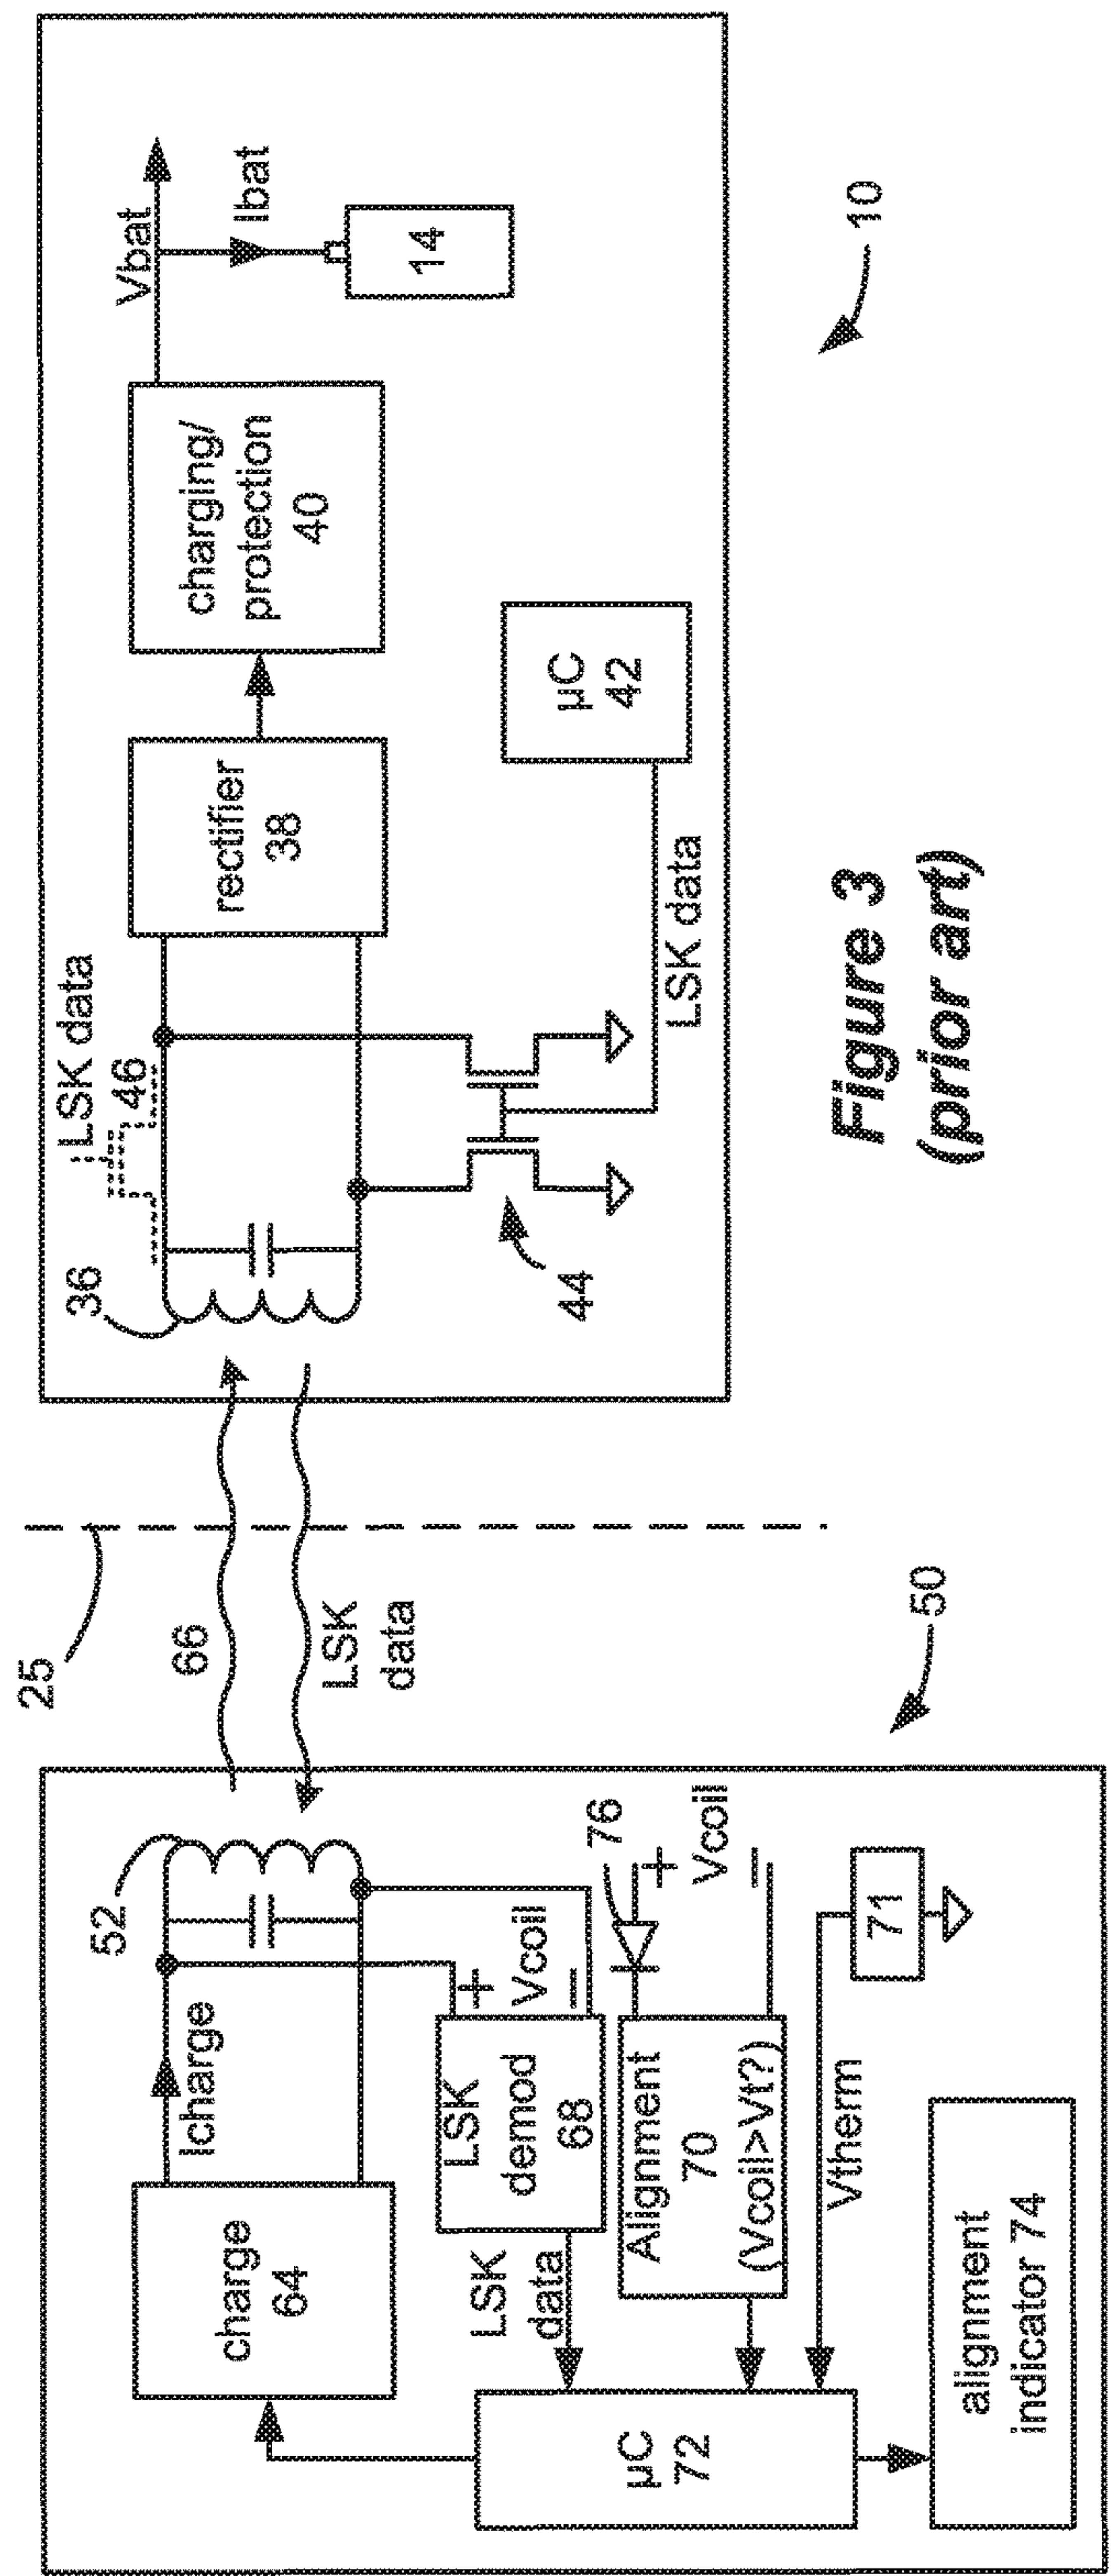 25
66
LSK
data
50
52
Icharge
charge
64
+
Vcoil
−
LSK
demod
68
LSK
data
76
+
Vcoil
−
Alignment
70
(Vcoil>Vt?)
71
Vtherm
µC
72
alignment
indicator 74
36
LSK data
46
rectifier
38
charging/
protection
40
Vbat
Ibat
14
44
LSK data
µC
42
10
Figure 3
(prior art)